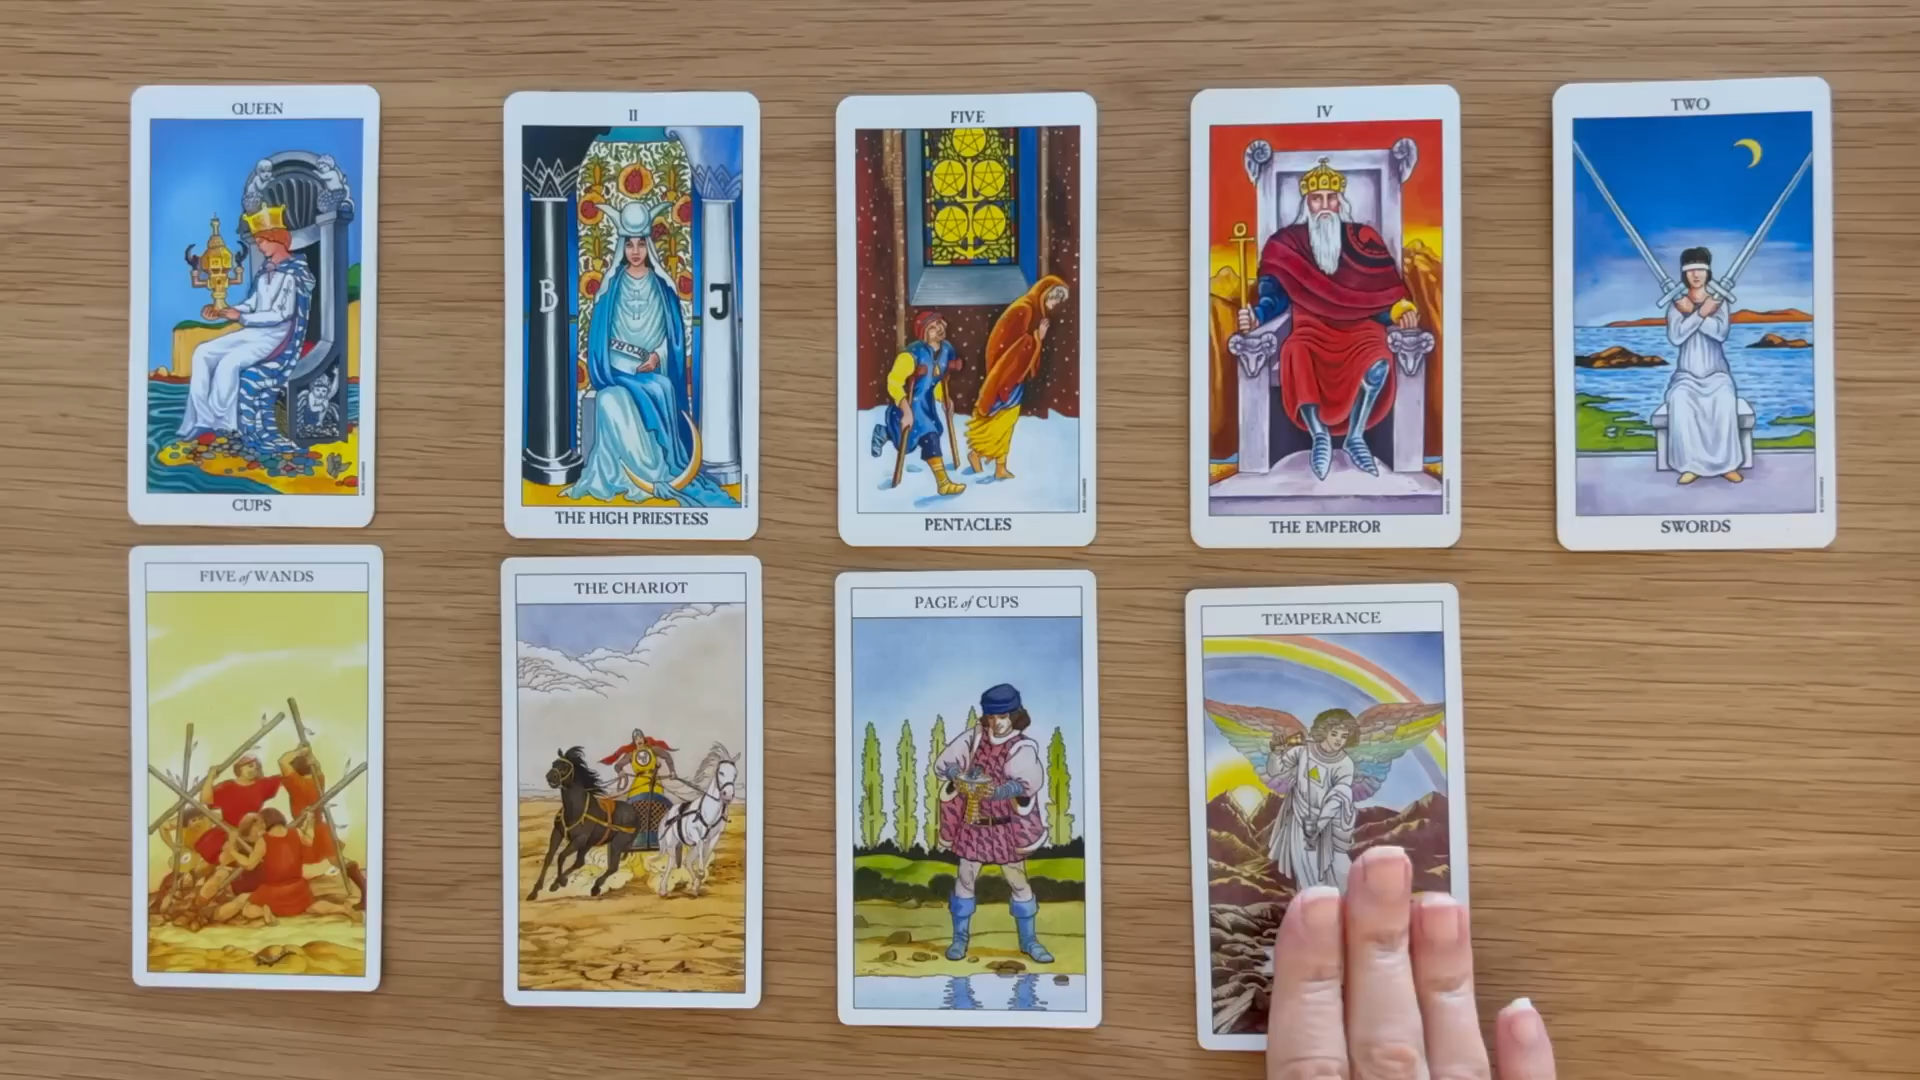 QUEEN
CUPS
II
B
J
TORA
THE HIGH PRIESTESS
FIVE
PENTACLES
IV
THE EMPEROR
TWO
SWORDS
FIVE of WANDS
THE CHARIOT
PAGE of CUPS
TEMPERANCE